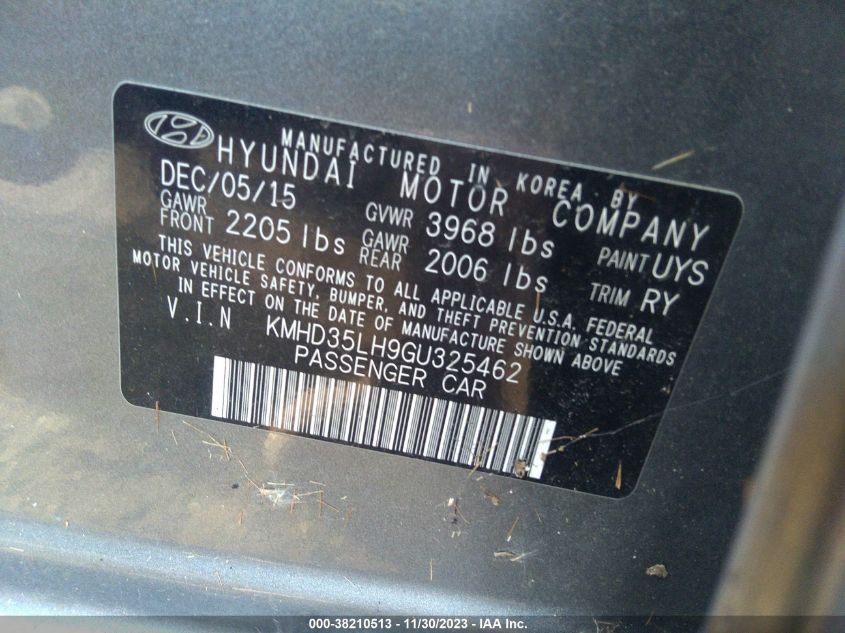 MANUFACTURED IN KOREA BY
HYUNDAI MOTOR COMPANY
DEC/05/15 GVWR 3968 lbs PAINT UYS
GAWR FRONT 2205 lbs GAWR REAR 2006 lbs TRIM RY
THIS VEHICLE CONFORMS TO ALL APPLICABLE U.S.A. FEDERAL
MOTOR VEHICLE SAFETY, BUMPER, AND THEFT PREVENTION STANDARDS
IN EFFECT ON THE DATE OF MANUFACTURE SHOWN ABOVE
V.I.N KMHD35LH9GU325462
PASSENGER CAR
000-38210513 - 11/30/2023 - IAA Inc.